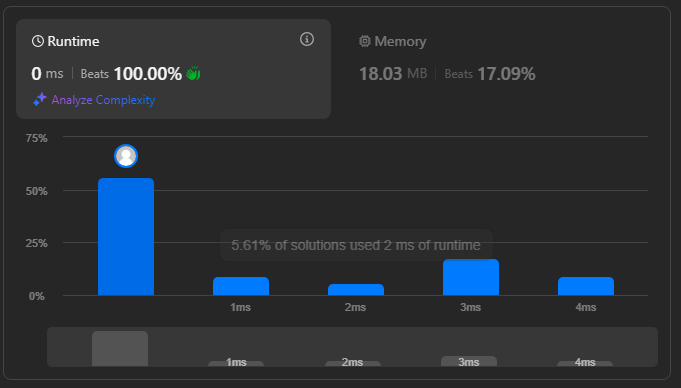 Runtime
0 ms | Beats 100.00%
Analyze Complexity
Memory
18.03 MB | Beats 17.09%
75%
50%
25%
0%
5.61% of solutions used 2 ms of runtime
1ms 2ms 3ms 4ms
1ms 2ms 3ms 4ms